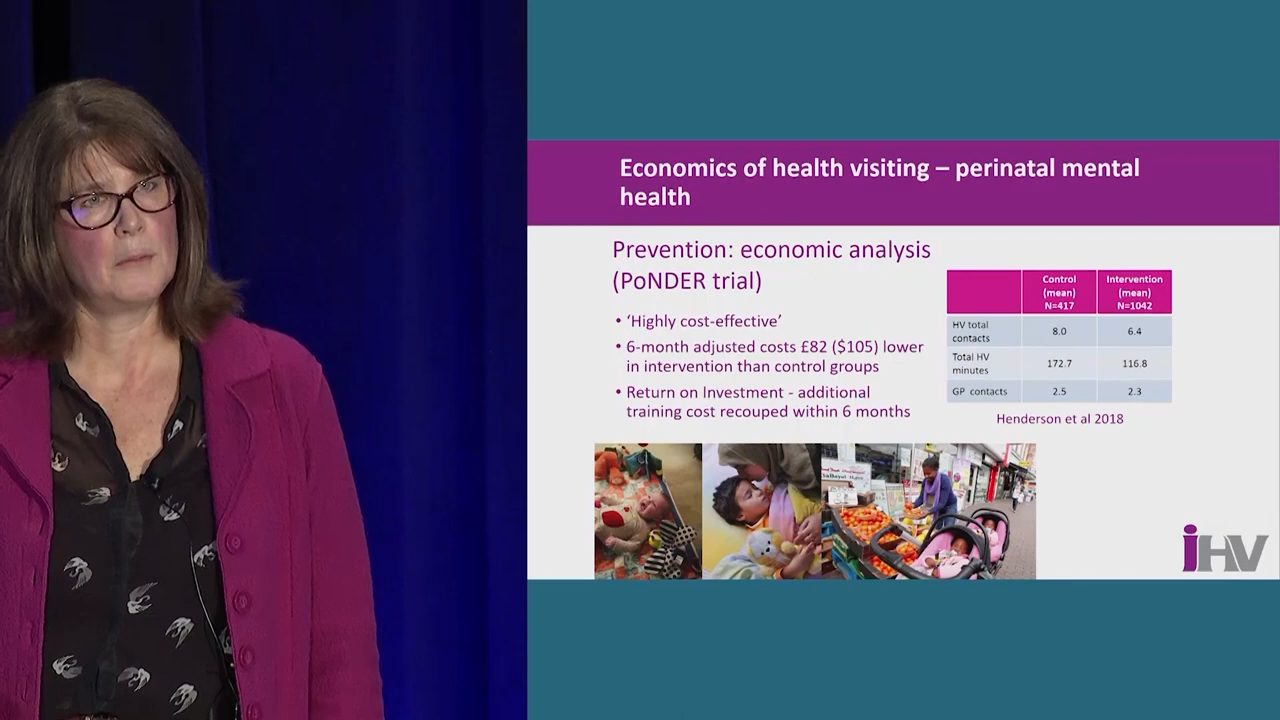 Economics of health visiting – perinatal mental
health
Prevention: economic analysis
(PoNDER trial)
• ‘Highly cost-effective’
• 6-month adjusted costs £82 ($105) lower
in intervention than control groups
• Return on Investment - additional
training cost recouped within 6 months
Control
(mean)
N=417
Intervention
(mean)
N=1042
HV total
contacts
8.0
6.4
Total HV
minutes
172.7
116.8
GP contacts
2.5
2.3
Henderson et al 2018
iHV